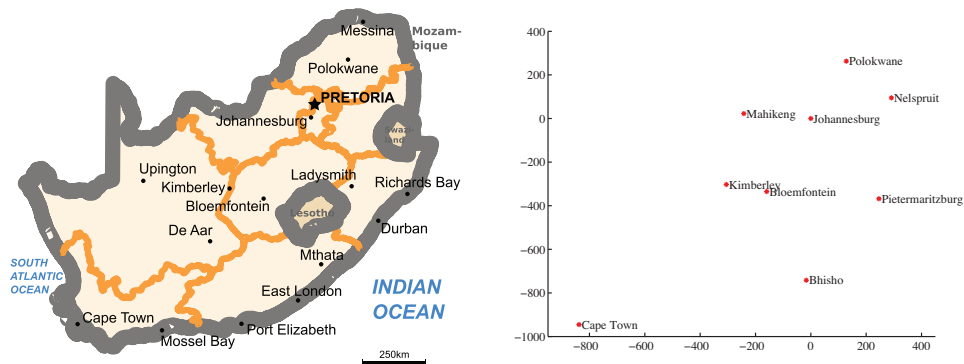 Messina
Mozam-
bique
Polokwane
PRETORIA
Johannesburg
Swazi-
land
Upington
Kimberley
Ladysmith
Richards Bay
Bloemfontein
Lesotho
De Aar
Durban
Mthata
SOUTH
ATLANTIC
OCEAN
East London
INDIAN
OCEAN
Cape Town
Mossel Bay
Port Elizabeth
250km
400
200
0
−200
−400
−600
−800
−1000
Polokwane
Nelspruit
Mahikeng
Johannesburg
Kimberley
Bloemfontein
Pietermaritzburg
Bhisho
Cape Town
−800
−600
−400
−200
0
200
400